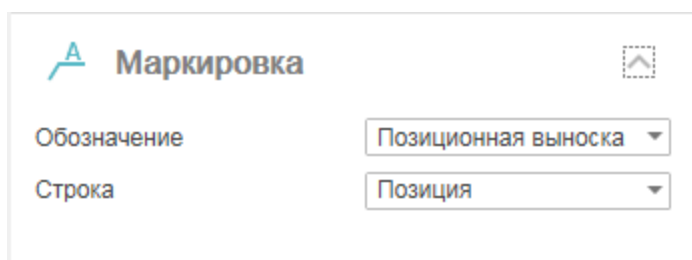 A
Маркировка
Обозначение Позиционная выноска
Строка Позиция